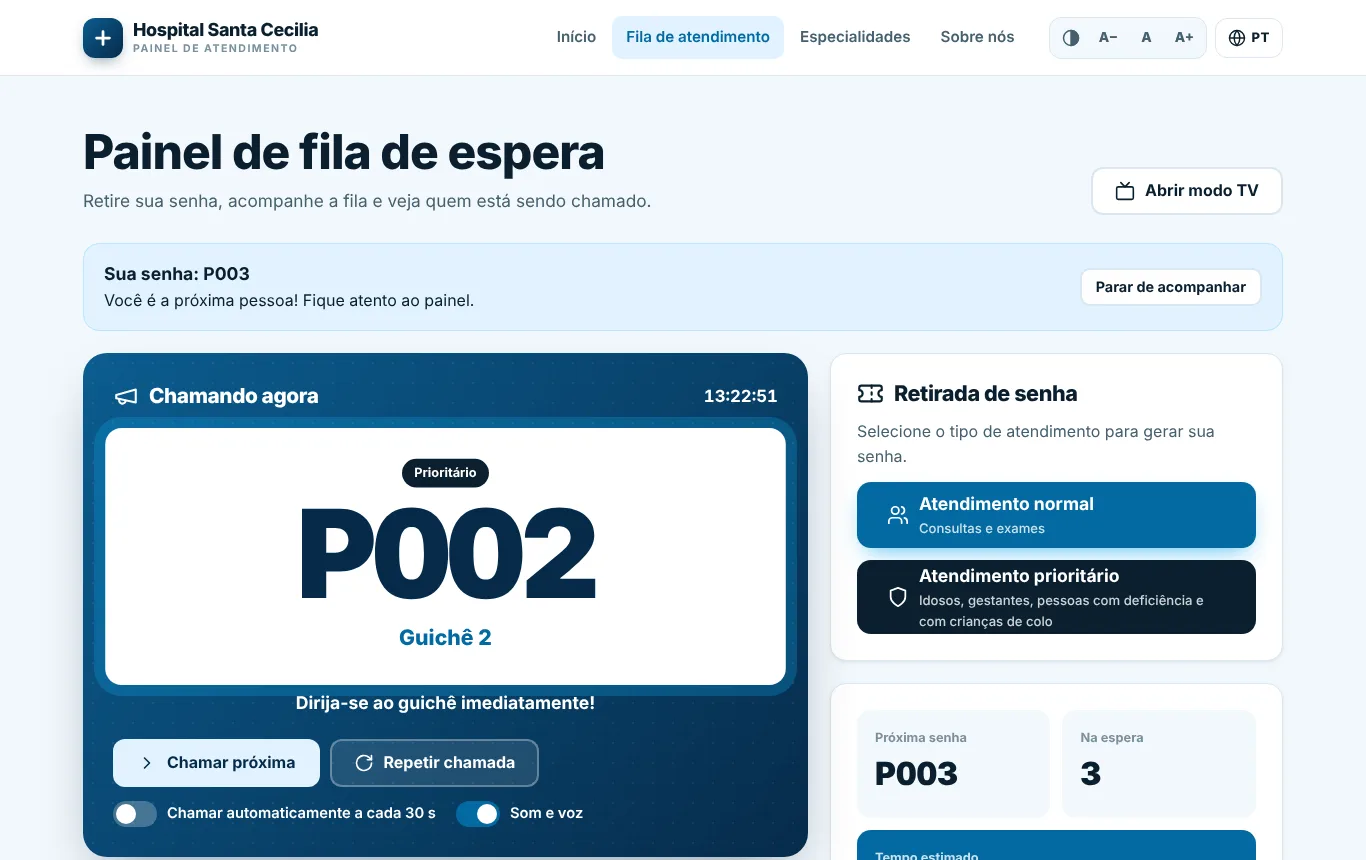 Hospital Santa Cecilia
PAINEL DE ATENDIMENTO
Início
Fila de atendimento
Especialidades
Sobre nós
A−
A
A+
PT
Painel de fila de espera
Retire sua senha, acompanhe a fila e veja quem está sendo chamado.
Abrir modo TV
Sua senha: P003
Você é a próxima pessoa! Fique atento ao painel.
Parar de acompanhar
Chamando agora
13:22:51
Prioritário
P002
Guichê 2
Dirija-se ao guichê imediatamente!
Chamar próxima
Repetir chamada
Chamar automaticamente a cada 30 s
Som e voz
Retirada de senha
Selecione o tipo de atendimento para gerar sua
senha.
Atendimento normal
Consultas e exames
Atendimento prioritário
Idosos, gestantes, pessoas com deficiência e
com crianças de colo
Próxima senha
P003
Na espera
3
Tempo estimado